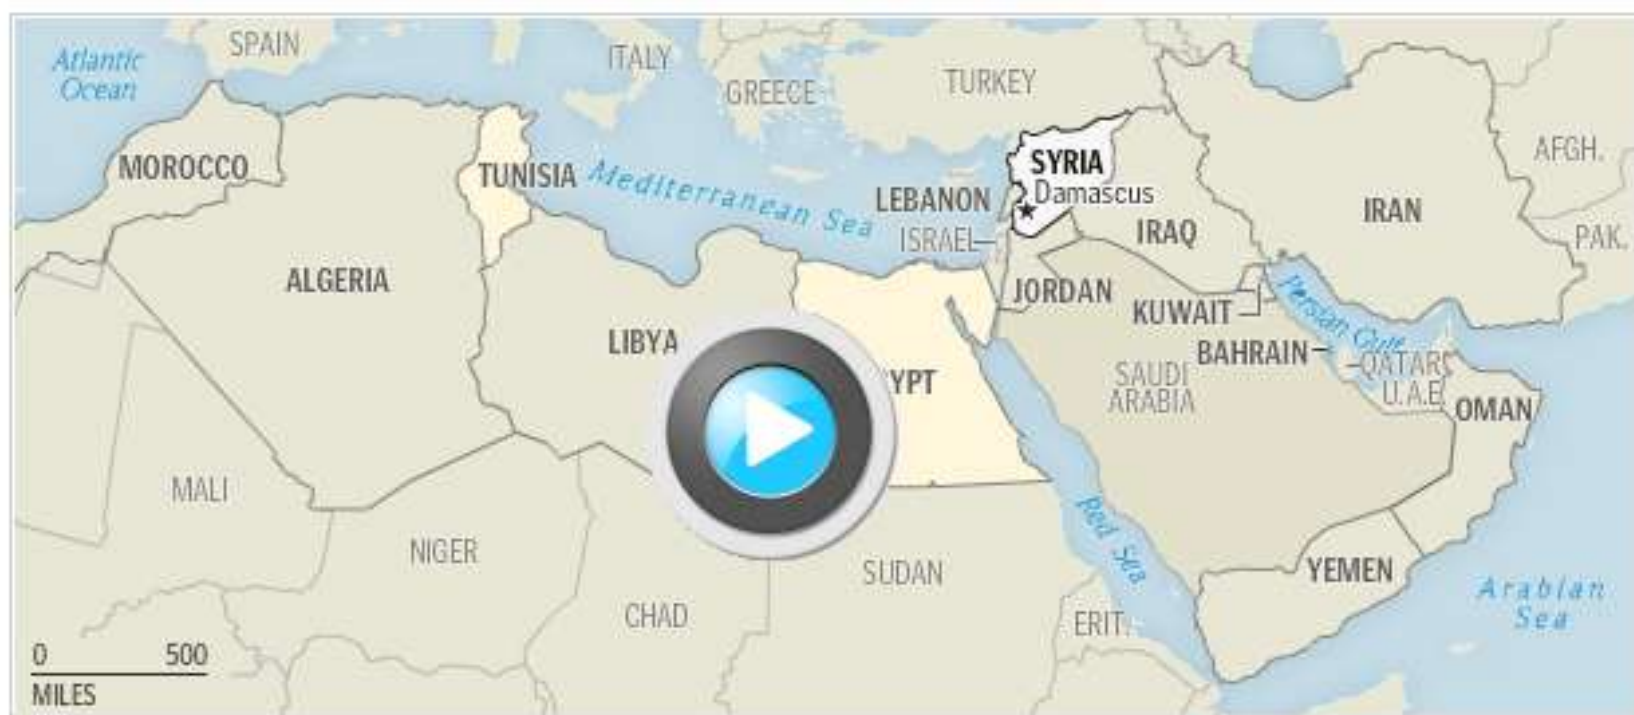 Atlantic
Ocean
SPAIN
ITALY
GREECE
TURKEY
AFGH.
MOROCCO
TUNISIA
Mediterranean Sea
SYRIA
Damascus
LEBANON
ISRAEL
IRAQ
IRAN
PAK.
ALGERIA
JORDAN
KUWAIT
Persian Gulf
LIBYA
BAHRAIN
YPT
SAUDI
ARABIA
QATAR
U.A.E
OMAN
MALI
NIGER
Red Sea
SUDAN
YEMEN
CHAD
ERIT.
Arabian
Sea
0 500
MILES